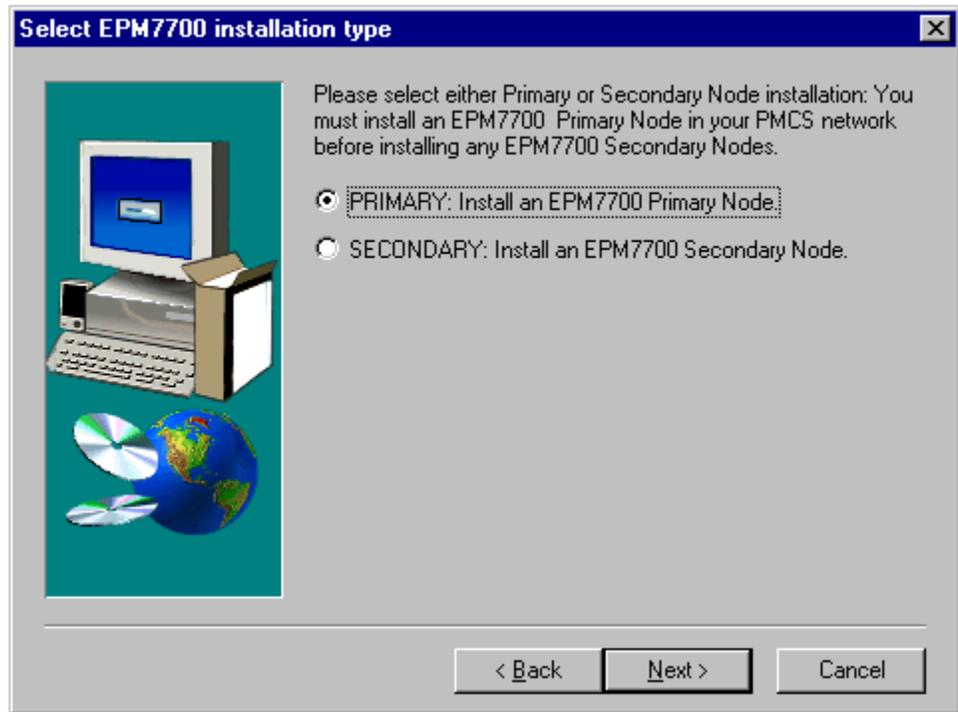 Select EPM7700 installation type
Please select either Primary or Secondary Node installation: You
must install an EPM7700  Primary Node in your PMCS network
before installing any EPM7700 Secondary Nodes.
PRIMARY: Install an EPM7700 Primary Node.
SECONDARY: Install an EPM7700 Secondary Node.
< Back
Next >
Cancel